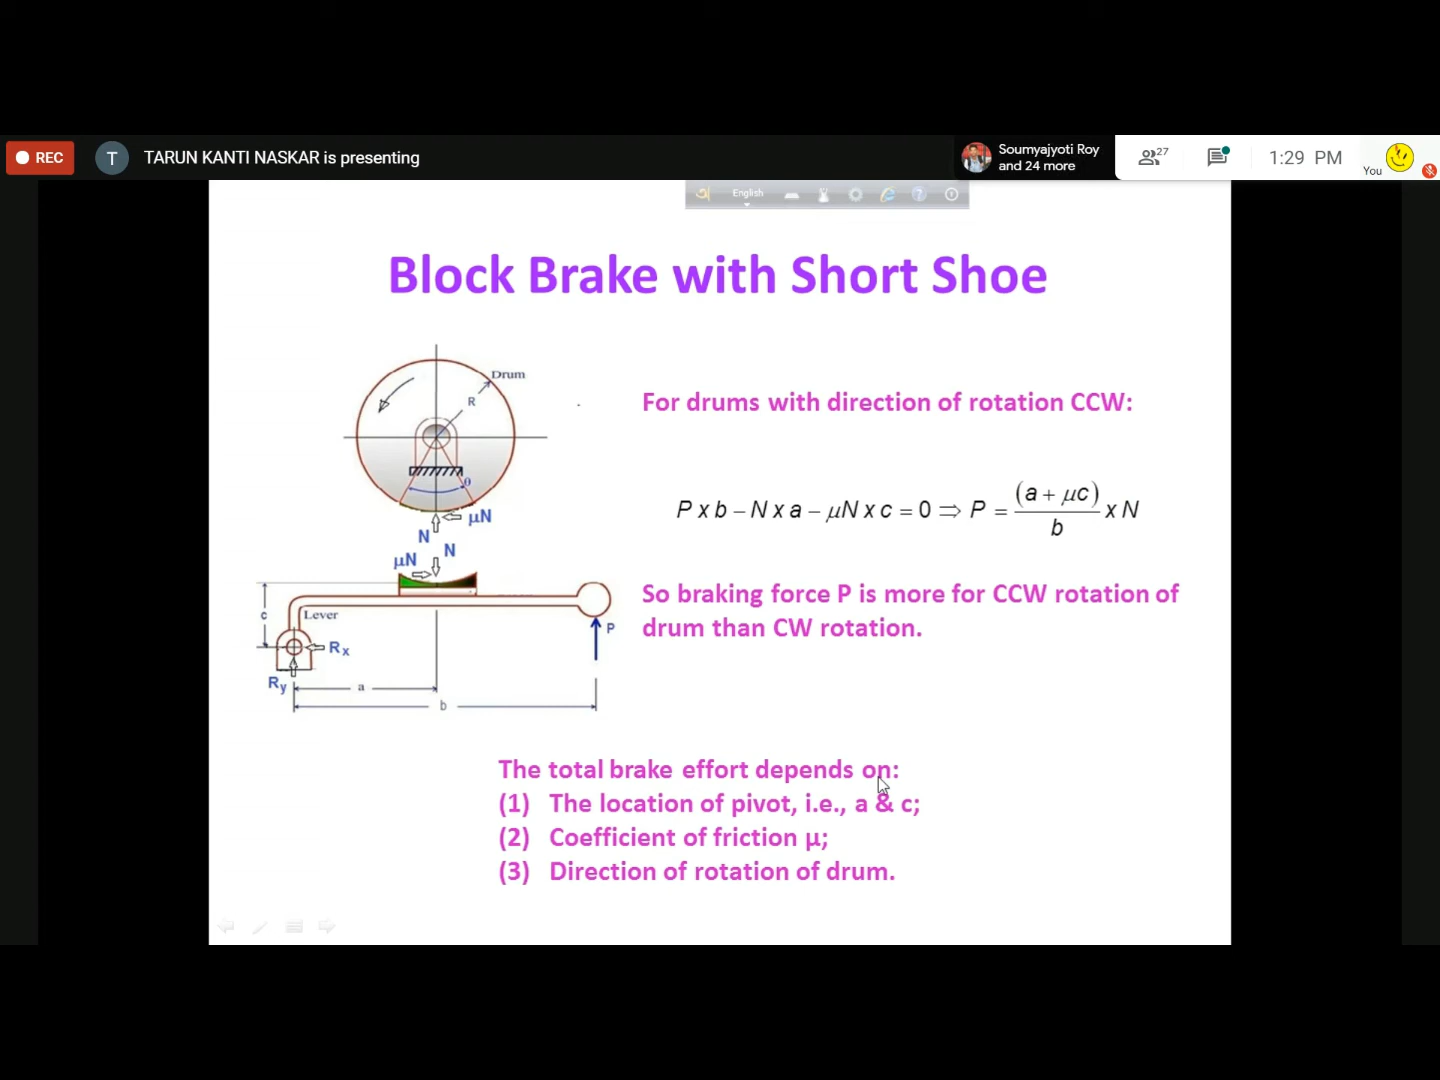 REC
T
TARUN KANTI NASKAR is presenting
Soumyajyoti Roy
and 24 more
27
1:29 PM
You
English
Block Brake with Short Shoe
Drum
R
θ
μN
N
μN
N
c
Lever
P
Rx
Ry
a
b
For drums with direction of rotation CCW:
P x b – N x a – μN x c = 0 ⇒ P = (a + μc)/b x N
So braking force P is more for CCW rotation of
drum than CW rotation.
The total brake effort depends on:
(1) The location of pivot, i.e., a & c;
(2) Coefficient of friction μ;
(3) Direction of rotation of drum.